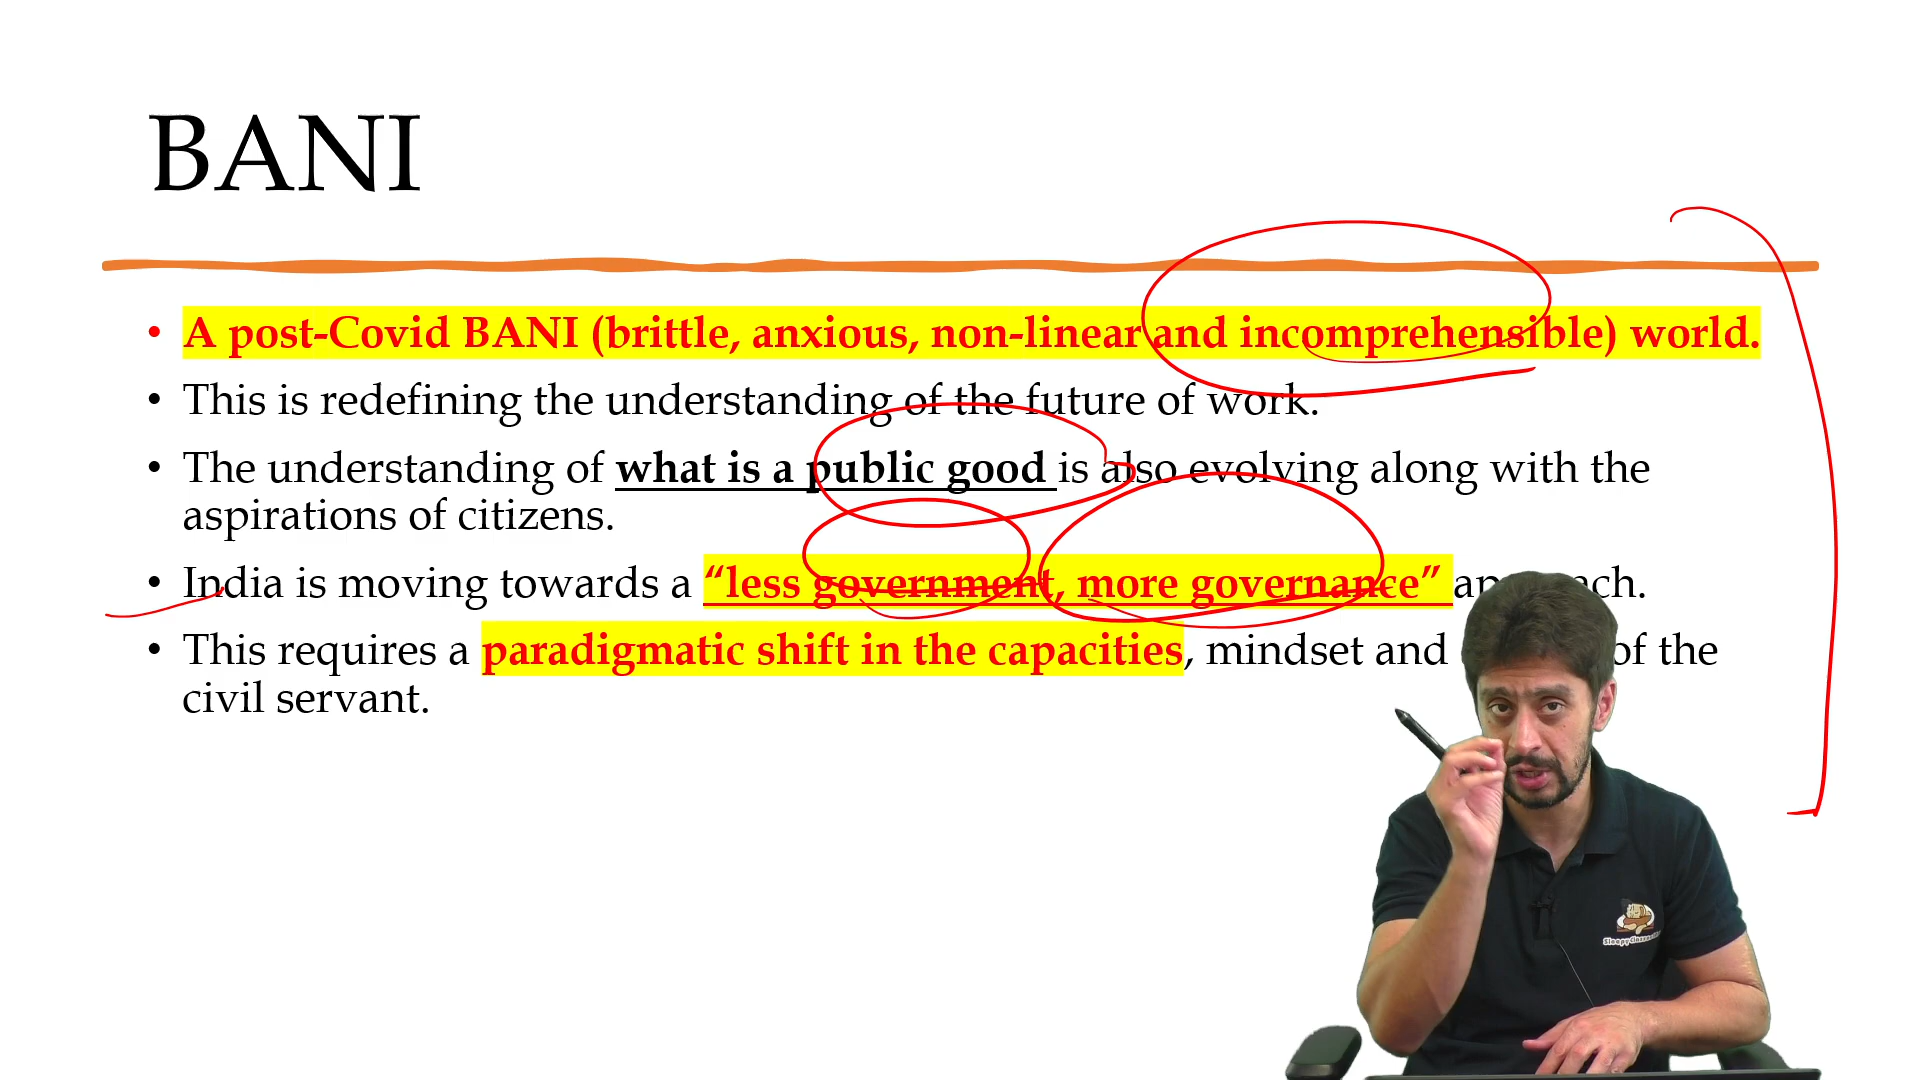 BANI
• A post-Covid BANI (brittle, anxious, non-linear and incomprehensible) world.
• This is redefining the understanding of the future of work.
• The understanding of what is a public good is also evolving along with the
aspirations of citizens.
• India is moving towards a “less government, more governance”
• This requires a paradigmatic shift in the capacities, mindset and of the
civil servant.